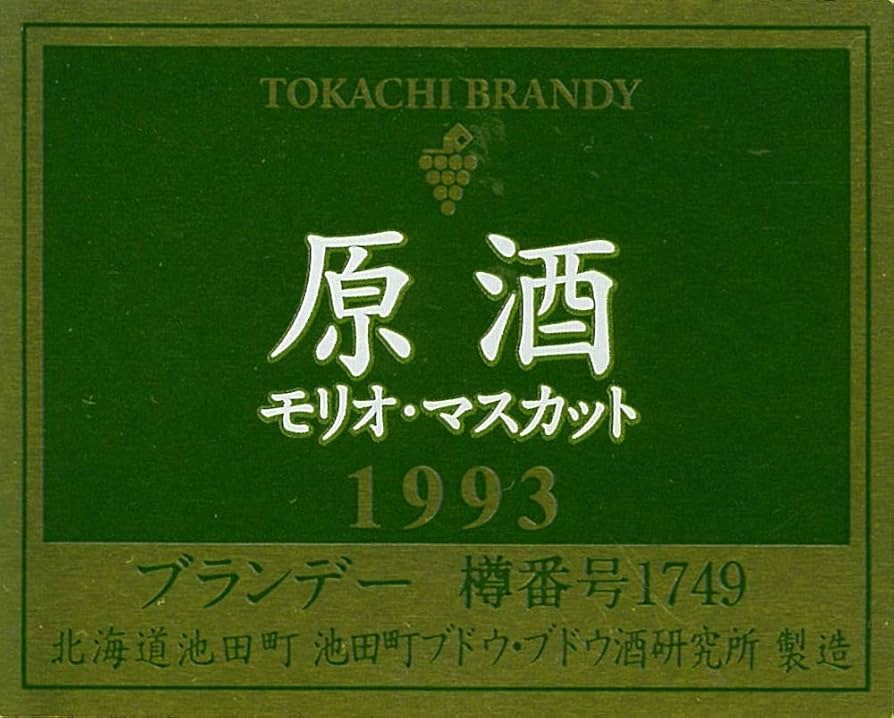 TOKACHI BRANDY
原酒
モリオ・マスカット
1993
ブランデー 樽番号1749
北海道池田町 池田町ブドウ・ブドウ酒研究所 製造